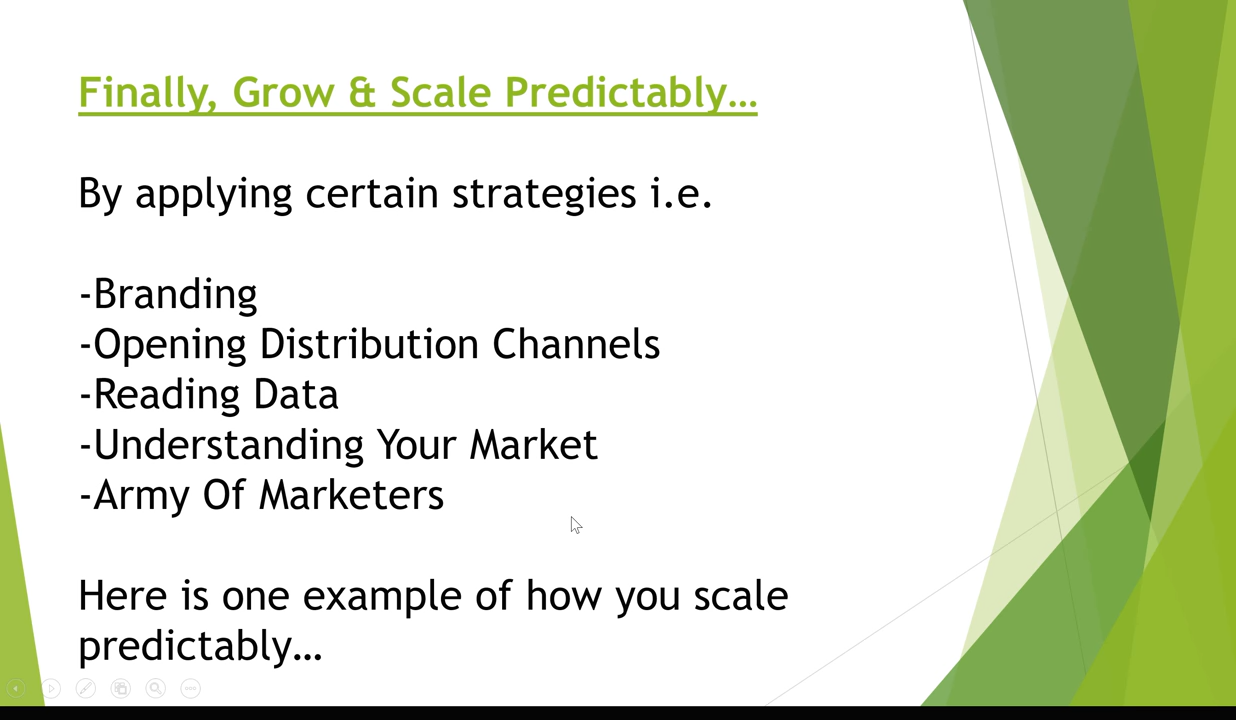 Finally, Grow & Scale Predictably…
By applying certain strategies i.e.
-Branding
-Opening Distribution Channels
-Reading Data
-Understanding Your Market
-Army Of Marketers
Here is one example of how you scale
predictably…